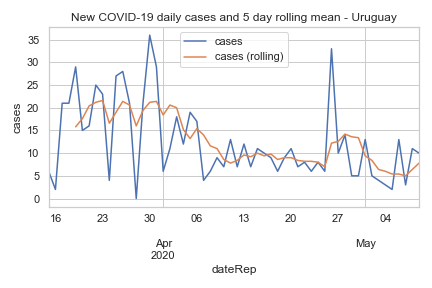 New COVID-19 daily cases and 5 day rolling mean - Uruguay
cases
cases (rolling)
cases
35
30
25
20
15
10
5
0
16 23 30 06 13 20 27 04
Apr May
2020
dateRep